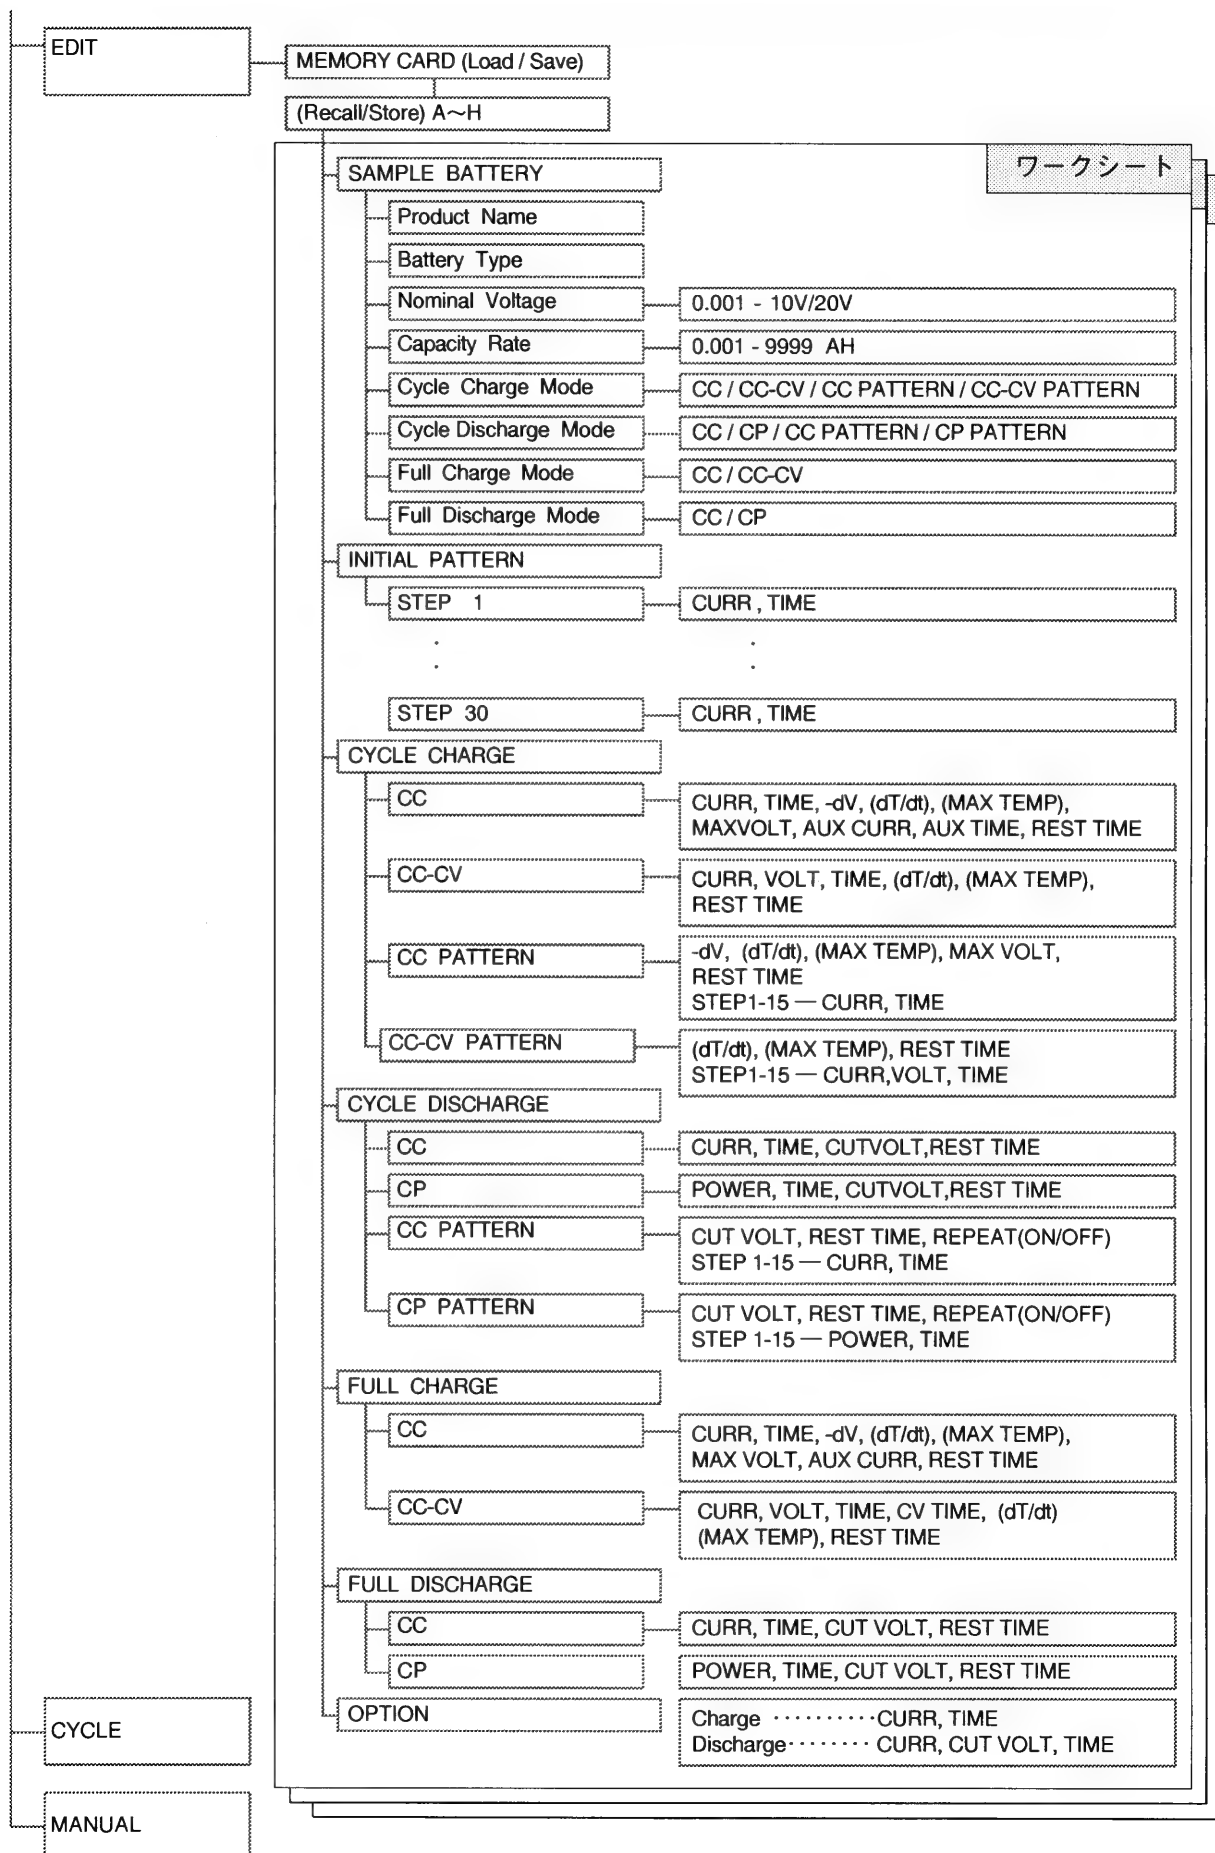 EDIT
MEMORY CARD (Load / Save)
(Recall/Store) A〜H
ワークシート
SAMPLE BATTERY
Product Name
Battery Type
Nominal Voltage
0.001 - 10V/20V
Capacity Rate
0.001 - 9999 AH
Cycle Charge Mode
CC / CC-CV / CC PATTERN / CC-CV PATTERN
Cycle Discharge Mode
CC / CP / CC PATTERN / CP PATTERN
Full Charge Mode
CC / CC-CV
Full Discharge Mode
CC / CP
INITIAL PATTERN
STEP 1
CURR , TIME
STEP 30
CURR , TIME
CYCLE CHARGE
CC
CURR, TIME, -dV, (dT/dt), (MAX TEMP),
MAXVOLT, AUX CURR, AUX TIME, REST TIME
CC-CV
CURR, VOLT, TIME, (dT/dt), (MAX TEMP),
REST TIME
CC PATTERN
-dV, (dT/dt), (MAX TEMP), MAX VOLT,
REST TIME
STEP1-15 — CURR, TIME
CC-CV PATTERN
(dT/dt), (MAX TEMP), REST TIME
STEP1-15 — CURR,VOLT, TIME
CYCLE DISCHARGE
CC
CURR, TIME, CUTVOLT,REST TIME
CP
POWER, TIME, CUTVOLT,REST TIME
CC PATTERN
CUT VOLT, REST TIME, REPEAT(ON/OFF)
STEP 1-15 — CURR, TIME
CP PATTERN
CUT VOLT, REST TIME, REPEAT(ON/OFF)
STEP 1-15 — POWER, TIME
FULL CHARGE
CC
CURR, TIME, -dV, (dT/dt), (MAX TEMP),
MAX VOLT, AUX CURR, REST TIME
CC-CV
CURR, VOLT, TIME, CV TIME, (dT/dt)
(MAX TEMP), REST TIME
FULL DISCHARGE
CC
CURR, TIME, CUT VOLT, REST TIME
CP
POWER, TIME, CUT VOLT, REST TIME
OPTION
Charge ··········CURR, TIME
Discharge········ CURR, CUT VOLT, TIME
CYCLE
MANUAL